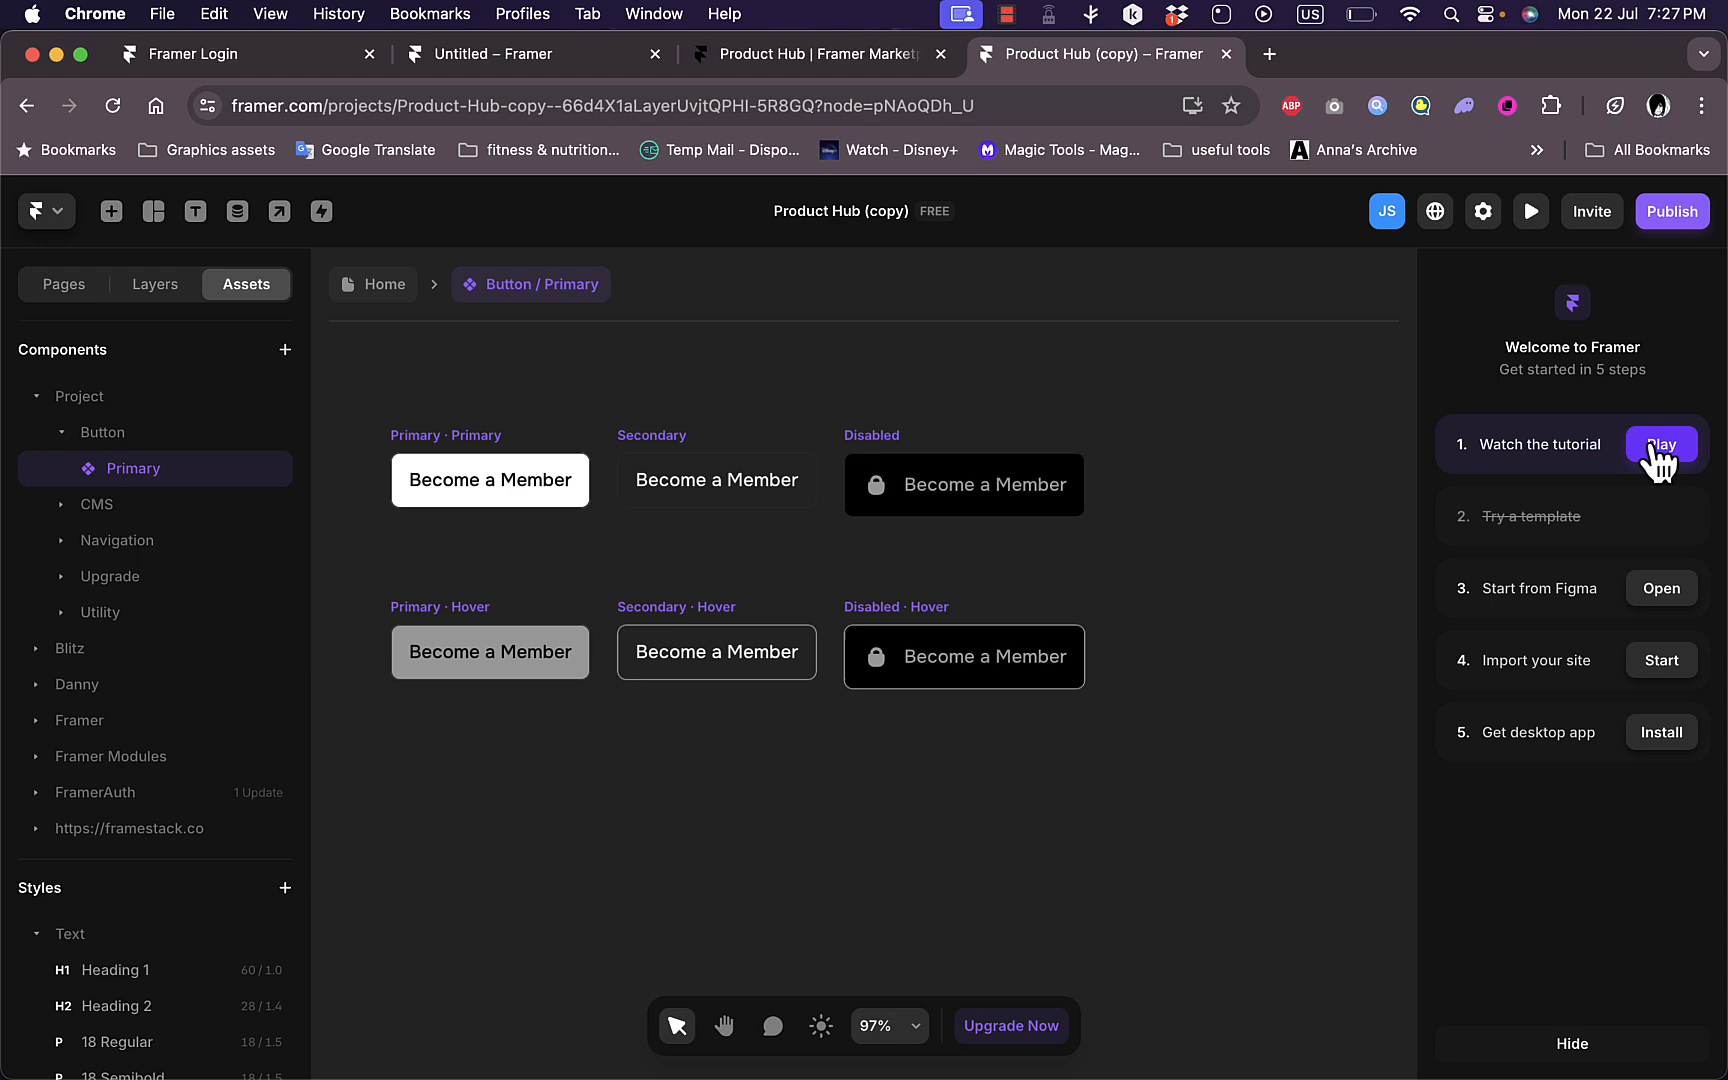 Chrome File Edit View History Bookmarks Profiles Tab Window Help
1 US Mon 22 Jul 7:27 PM
Framer Login
Untitled – Framer
Product Hub | Framer Market
Product Hub (copy) – Framer
framer.com/projects/Product-Hub-copy--66d4X1aLayerUvjtQPHI-5R8GQ?node=pNAoQDh_U
ABP
Bookmarks Graphics assets Google Translate fitness & nutrition... Temp Mail - Dispo... Watch - Disney+ Magic Tools - Mag... useful tools Anna's Archive All Bookmarks
Product Hub (copy) FREE
JS Invite Publish
Pages Layers Assets
Components
Project
Button
Primary
CMS
Navigation
Upgrade
Utility
Blitz
Danny
Framer
Framer Modules
FramerAuth 1 Update
https://framestack.co
Styles
Text
H1 Heading 1 60 / 1.0
H2 Heading 2 28 / 1.4
P 18 Regular 18 / 1.5
P 18 Semibold 18 / 1.5
Home Button / Primary
Primary · Primary Secondary Disabled
Become a Member Become a Member Become a Member
Primary · Hover Secondary · Hover Disabled · Hover
Become a Member Become a Member Become a Member
97% Upgrade Now
Welcome to Framer
Get started in 5 steps
1. Watch the tutorial Play
2. Try a template
3. Start from Figma Open
4. Import your site Start
5. Get desktop app Install
Hide